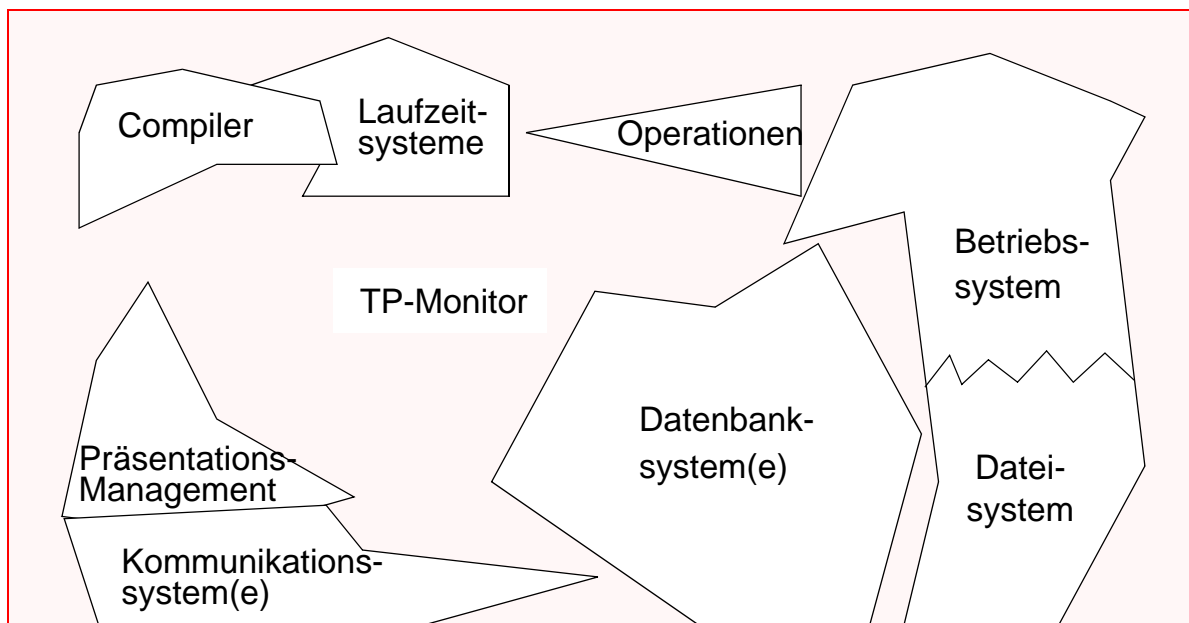 Compiler
Laufzeit-
systeme
Operationen
Betriebs-
system
TP-Monitor
Datenbank-
system(e)
Präsentations-
Management
Datei-
system
Kommunikations-
system(e)